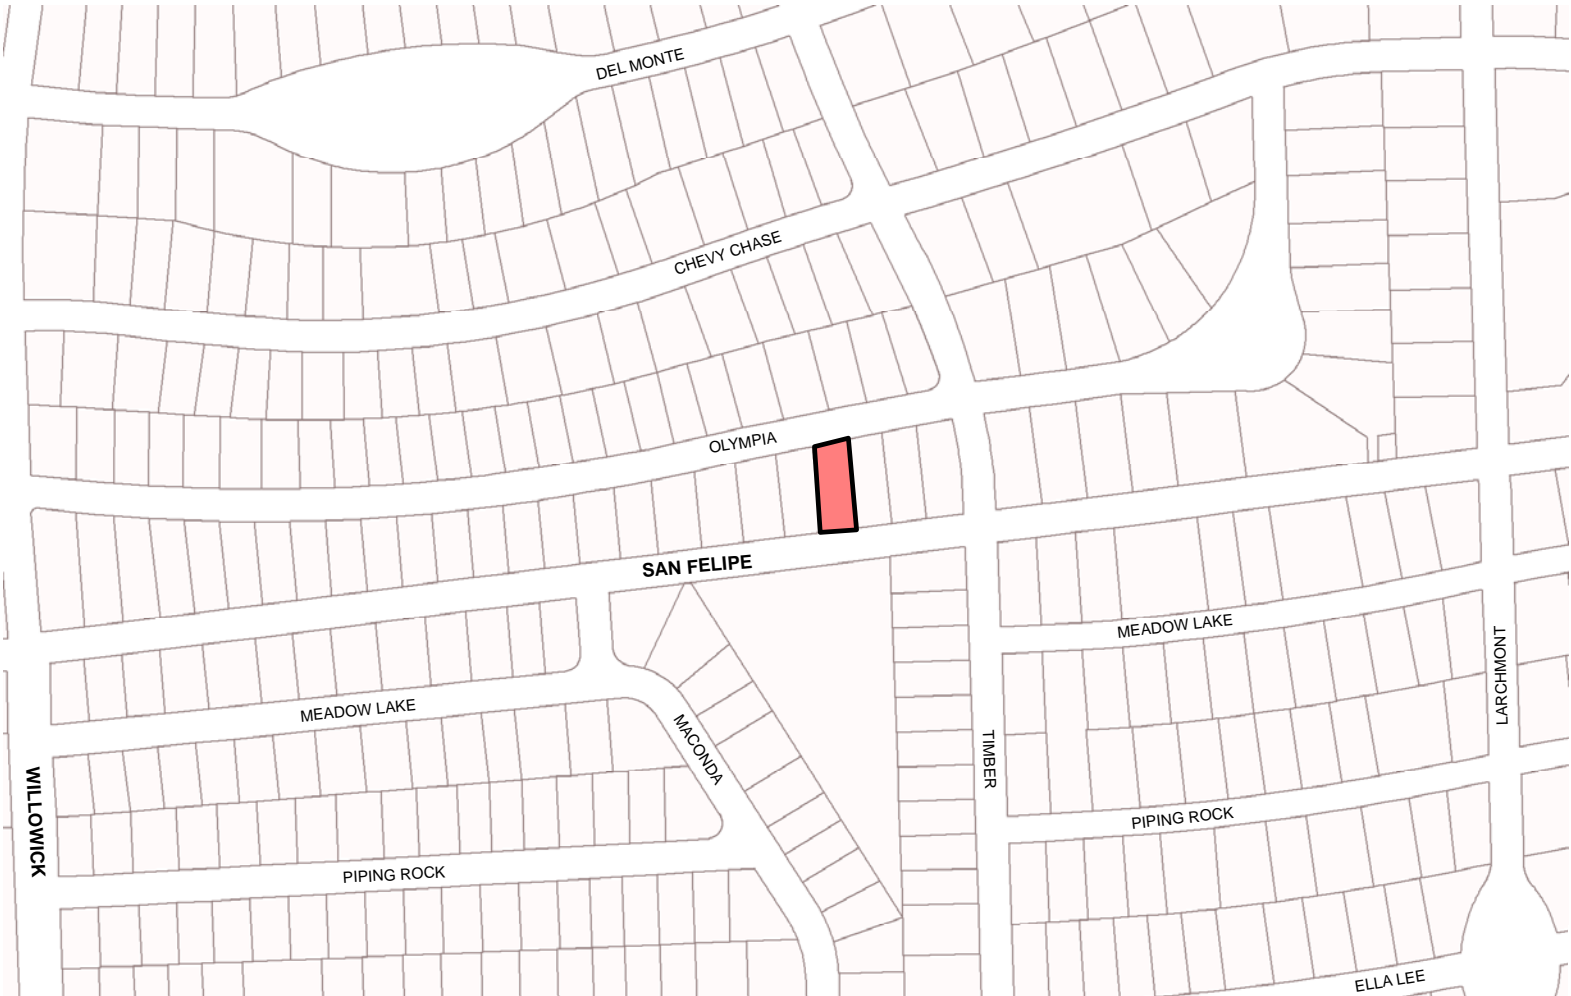 DEL MONTE
CHEVY CHASE
OLYMPIA
SAN FELIPE
MEADOW LAKE
LARCHMONT
MEADOW LAKE
MACONDA
TIMBER
WILLOWICK
PIPING ROCK
PIPING ROCK
ELLA LEE